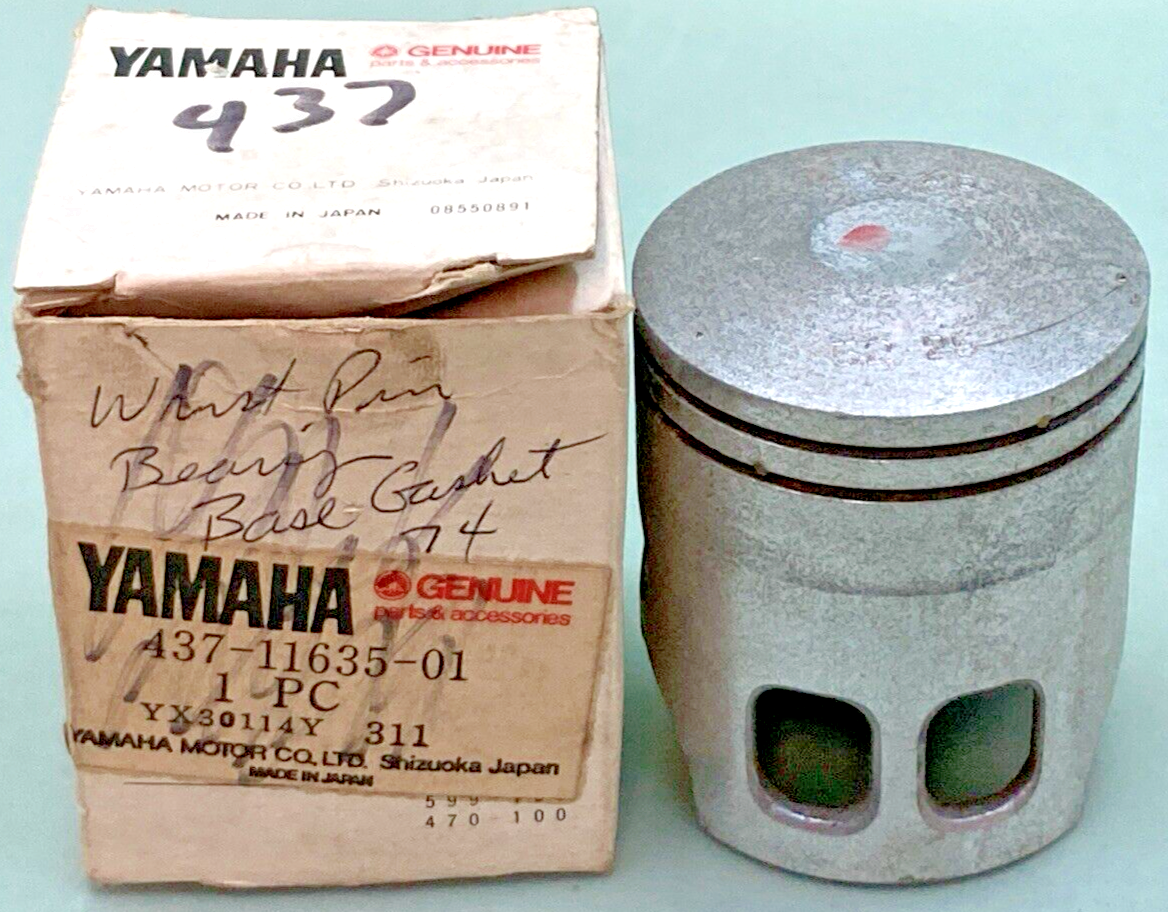 YAMAHA GENUINE
parts & accessories
437
YAMAHA MOTOR CO.LTD. Shizuoka Japan
MADE IN JAPAN 08550891
Wrist Pin
Bearing
Base Gasket
74
YAMAHA GENUINE
parts & accessories
437-11635-01
1 PC
YX30114Y 311
YAMAHA MOTOR CO., LTD. Shizuoka Japan
MADE IN JAPAN
470-100